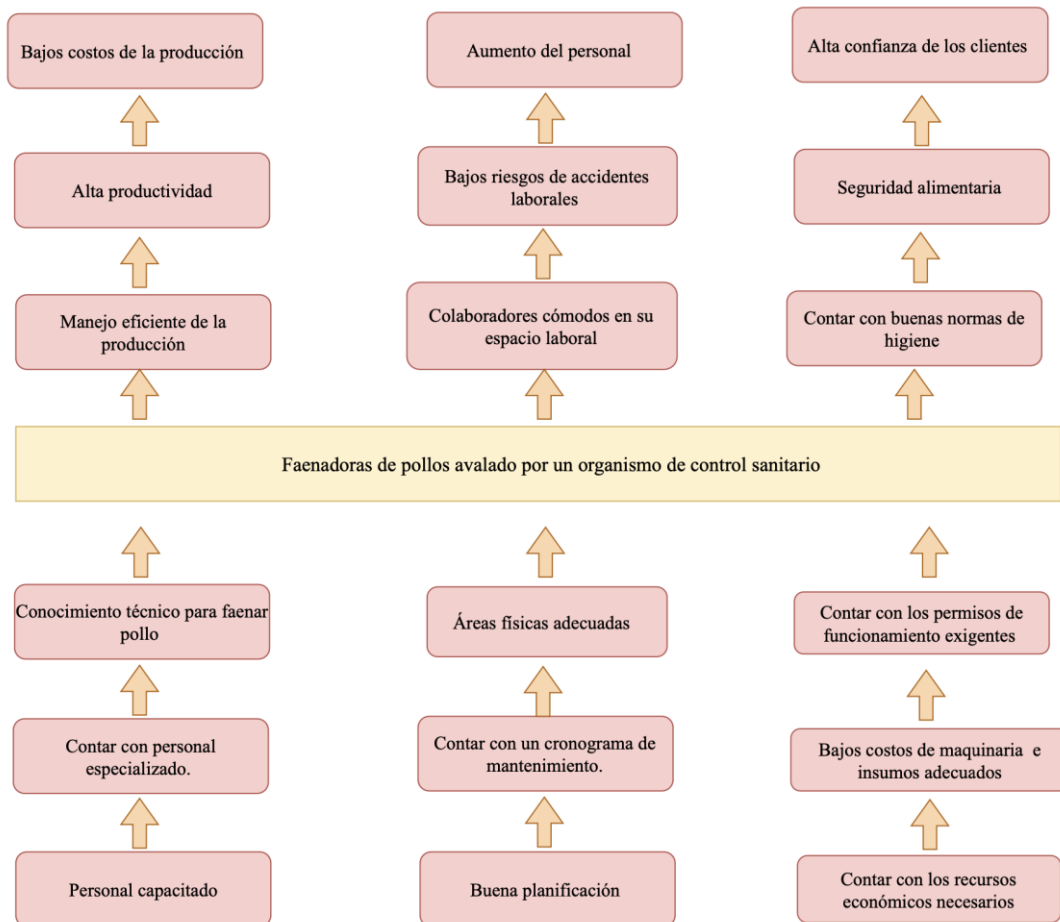 Bajos costos de la producción
Aumento del personal
Alta confianza de los clientes
Alta productividad
Bajos riesgos de accidentes
laborales
Seguridad alimentaria
Manejo eficiente de la
producción
Colaboradores cómodos en su
espacio laboral
Contar con buenas normas de
higiene
Faenadoras de pollos avalado por un organismo de control sanitario
Conocimiento técnico para faenar
pollo
Áreas físicas adecuadas
Contar con los permisos de
funcionamiento exigentes
Contar con personal
especializado.
Contar con un cronograma de
mantenimiento.
Bajos costos de maquinaria e
insumos adecuados
Personal capacitado
Buena planificación
Contar con los recursos
económicos necesarios